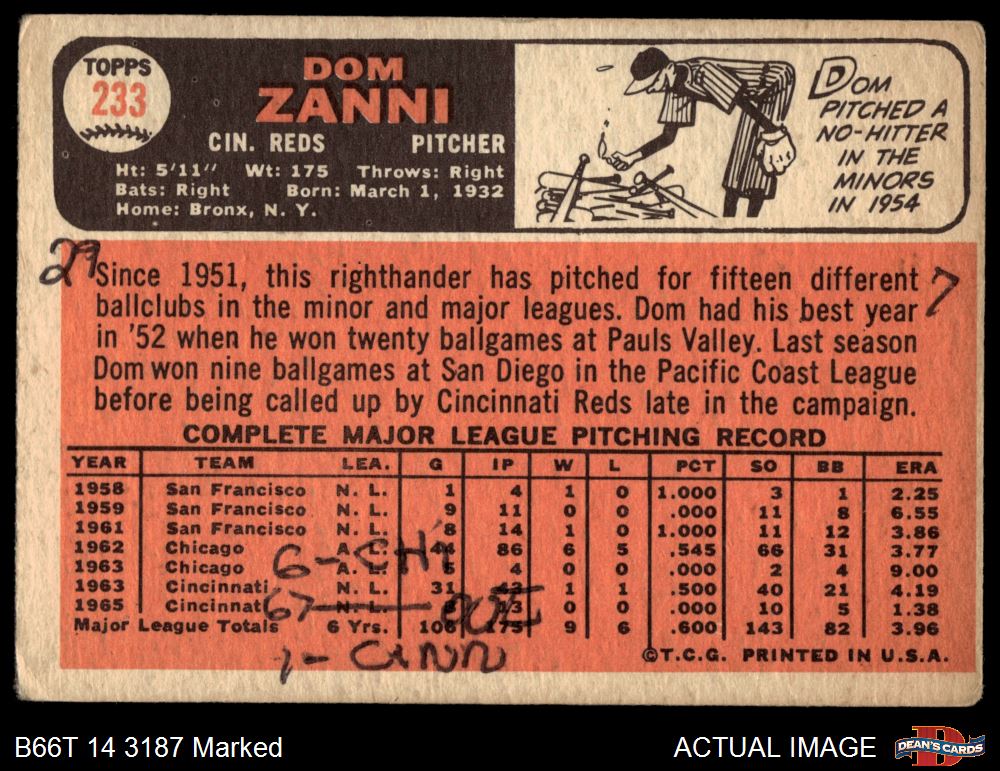 TOPPS
233
DOM
ZANNI
CIN. REDS PITCHER
Ht: 5'11" Wt: 175 Throws: Right
Bats: Right Born: March 1, 1932
Home: Bronx, N. Y.
DOM
PITCHED A
NO-HITTER
IN THE
MINORS
IN 1954
29
7
Since 1951, this righthander has pitched for fifteen different
ballclubs in the minor and major leagues. Dom had his best year
in '52 when he won twenty ballgames at Pauls Valley. Last season
Dom won nine ballgames at San Diego in the Pacific Coast League
before being called up by Cincinnati Reds late in the campaign.
COMPLETE MAJOR LEAGUE PITCHING RECORD
YEAR TEAM LEA. G IP W L PCT SO BB ERA
1958 San Francisco N. L. 1 4 1 0 1.000 3 1 2.25
1959 San Francisco N. L. 9 11 0 0 .000 11 8 6.55
1961 San Francisco N. L. 8 14 1 0 1.000 11 12 3.86
1962 Chicago A. L. 86 6 5 .545 66 31 3.77
1963 Chicago A. L. 5 4 0 0 .000 2 4 9.00
1963 Cincinnati N. L. 31 43 1 1 .500 40 21 4.19
1965 Cincinnati N. L. 13 0 0 .000 10 5 1.38
Major League Totals 6 Yrs. 106 175 9 6 .600 143 82 3.96
6-CHI
67 OUT
1- CINN
©T.C.G. PRINTED IN U.S.A.
B66T 14 3187 Marked
ACTUAL IMAGE
DEAN'S CARDS